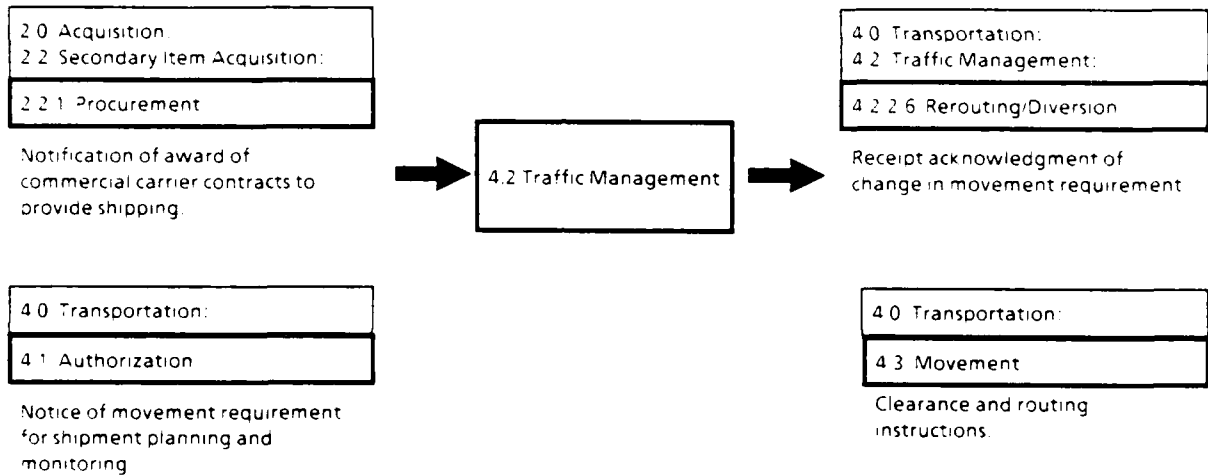 2 0 Acquisition.
2 2 Secondary Item Acquisition:
2 2 1 Procurement
Notification of award of
commercial carrier contracts to
provide shipping.
4 0 Transportation:
4 1 Authorization
Notice of movement requirement
for shipment planning and
monitoring
4.2 Traffic Management
4 0 Transportation:
4 2 Traffic Management:
4 2 2 6 Rerouting/Diversion
Receipt acknowledgment of
change in movement requirement
4 0 Transportation:
4 3 Movement
Clearance and routing
instructions.